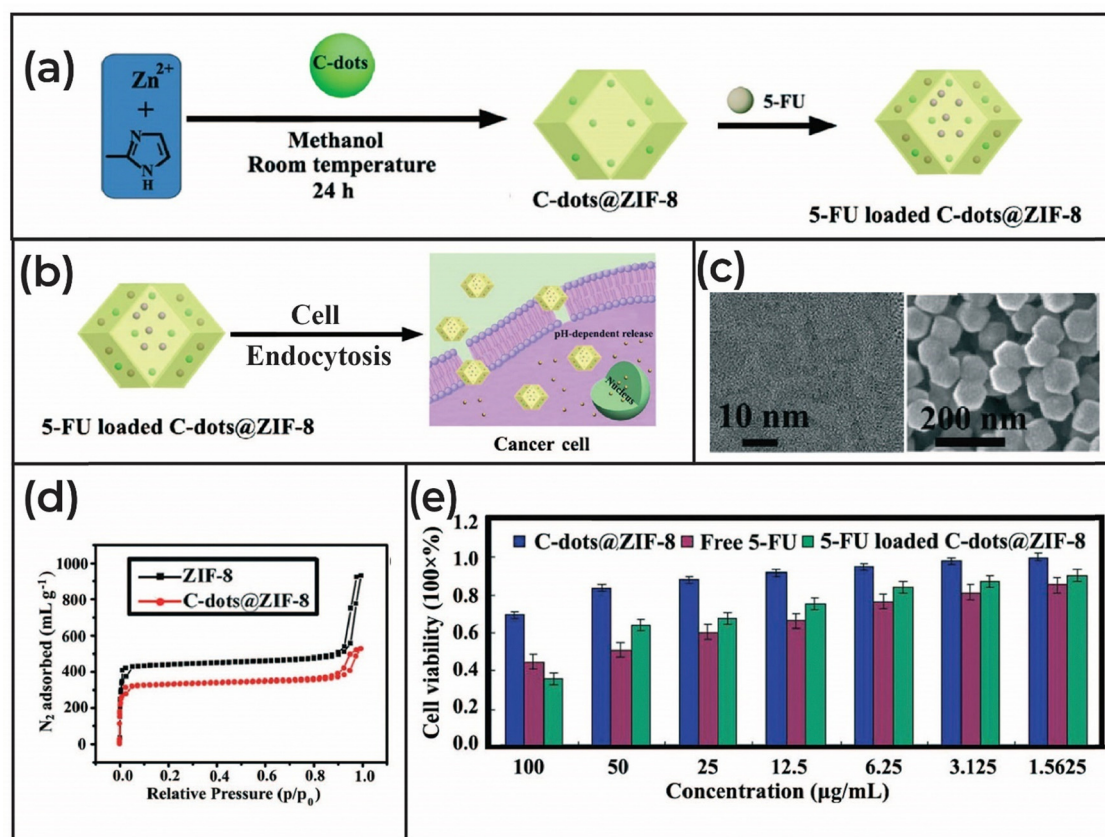 (a)
Zn2+
+
N
N
H
C-dots
Methanol
Room temperature
24 h
C-dots@ZIF-8
5-FU
5-FU loaded C-dots@ZIF-8
(b)
5-FU loaded C-dots@ZIF-8
Cell
Endocytosis
pH-dependent release
Nucleus
Cancer cell
(c)
10 nm
200 nm
(d)
N2 adsorbed (mL g-1)
1000
800
600
400
200
0
ZIF-8
C-dots@ZIF-8
0.0 0.2 0.4 0.6 0.8 1.0
Relative Pressure (p/p0)
(e)
Cell viability (100×%)
1.2
1.0
0.8
0.6
0.4
0.2
0.0
C-dots@ZIF-8 Free 5-FU 5-FU loaded C-dots@ZIF-8
100 50 25 12.5 6.25 3.125 1.5625
Concentration (µg/mL)